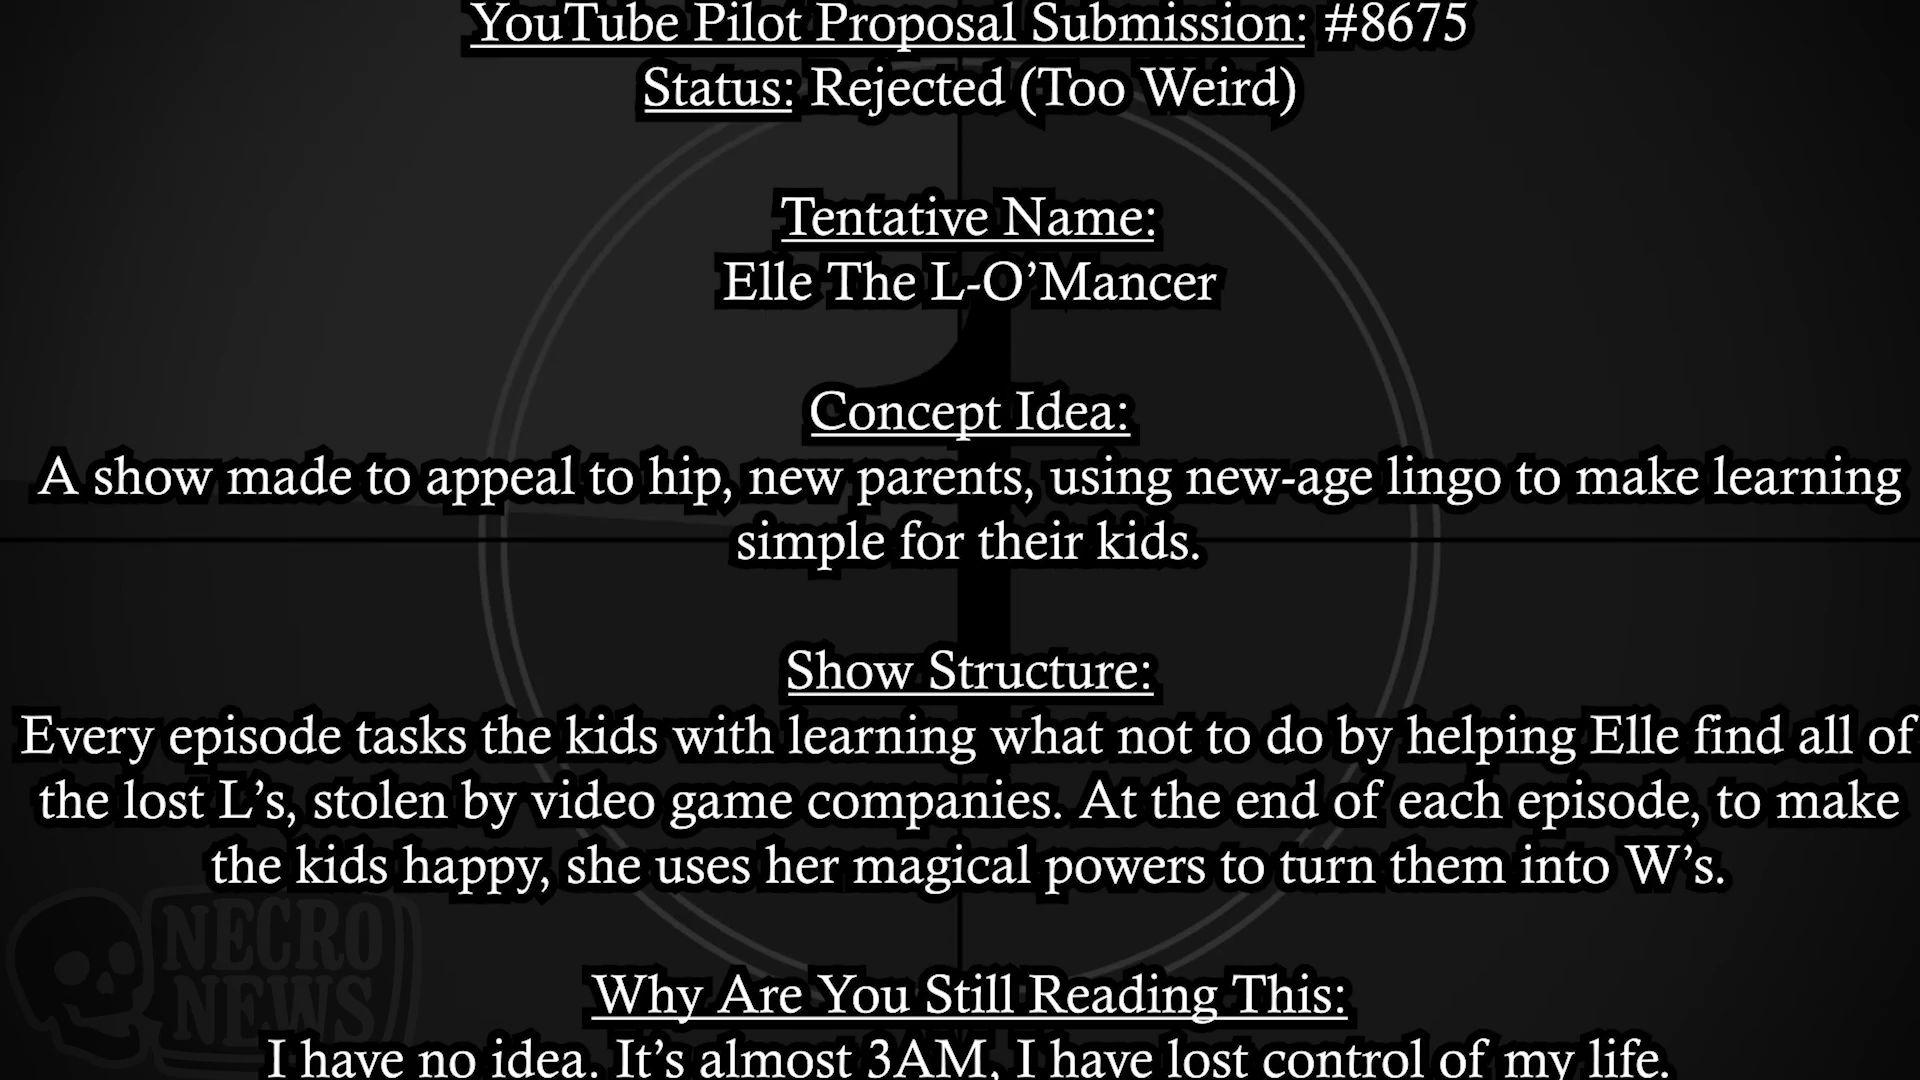 YouTube Pilot Proposal Submission: #8675
Status: Rejected (Too Weird)
Tentative Name:
Elle The L-O’Mancer
Concept Idea:
A show made to appeal to hip, new parents, using new-age lingo to make learning
simple for their kids.
Show Structure:
Every episode tasks the kids with learning what not to do by helping Elle find all of
the lost L’s, stolen by video game companies. At the end of each episode, to make
the kids happy, she uses her magical powers to turn them into W’s.
Why Are You Still Reading This:
I have no idea. It’s almost 3AM, I have lost control of my life.
NECRO
NEWS
1